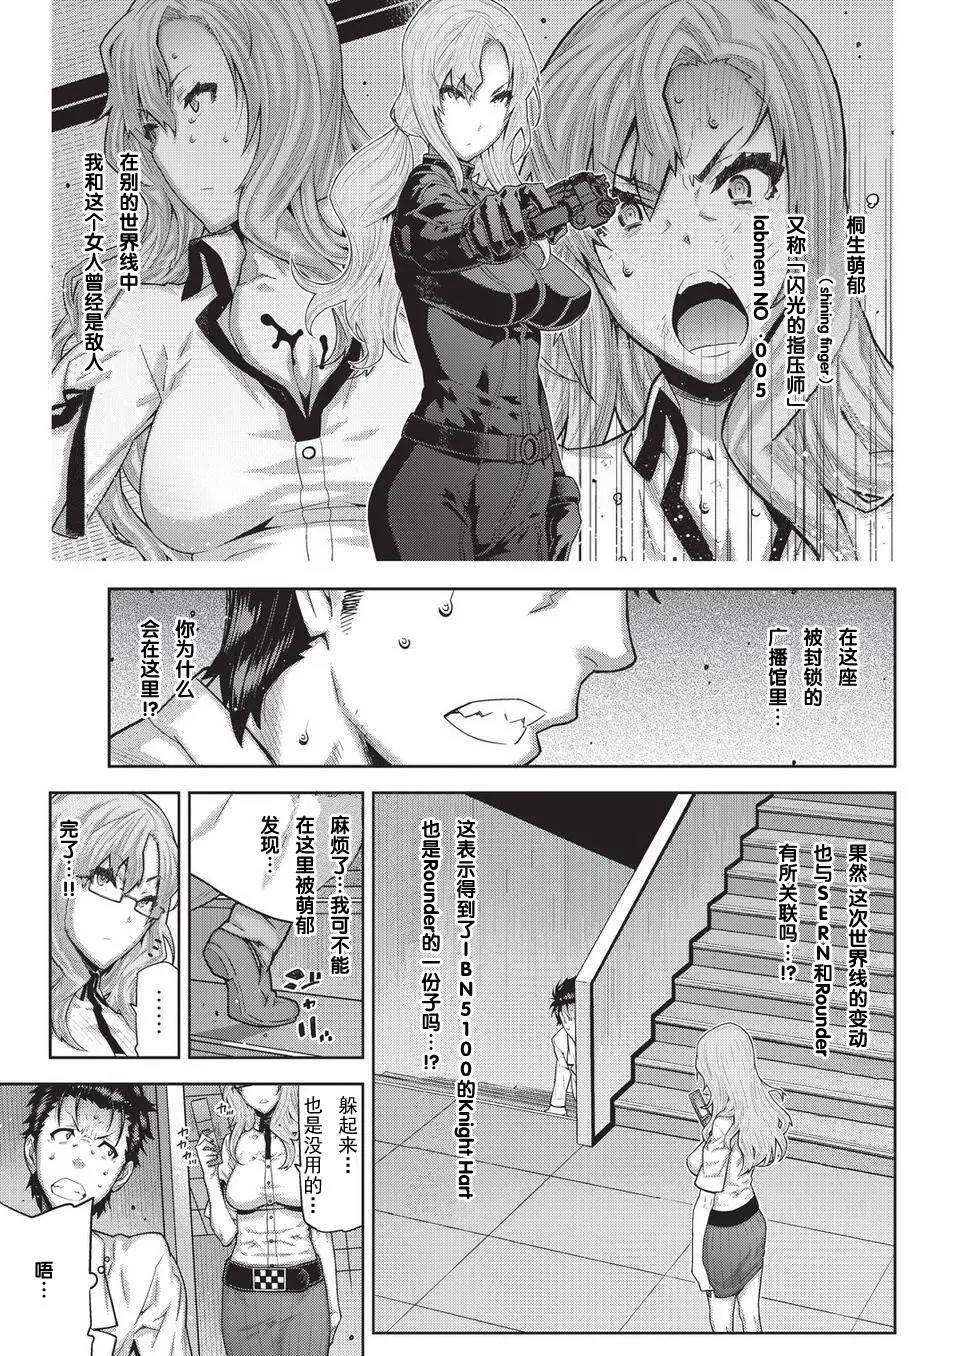 桐生萌郁
(shining finger)
又称「闪光的指压师」
labmem NO.005
在别的世界线中
我和这个女人曾经是敌人
在这座
被封锁的
广播馆里…
你为什么
会在这里!?
果然 这次世界线的变动
也与SERN和Rounder
有所关联吗…!?
这表示得到了IBN5100的Knight Hart
也是Rounder的一份子吗…!?
麻烦了…我可不能
在这里被萌郁
发现…
……
完了…!!
躲起来…
也是没用的…
カッ
カカカッ
唔…